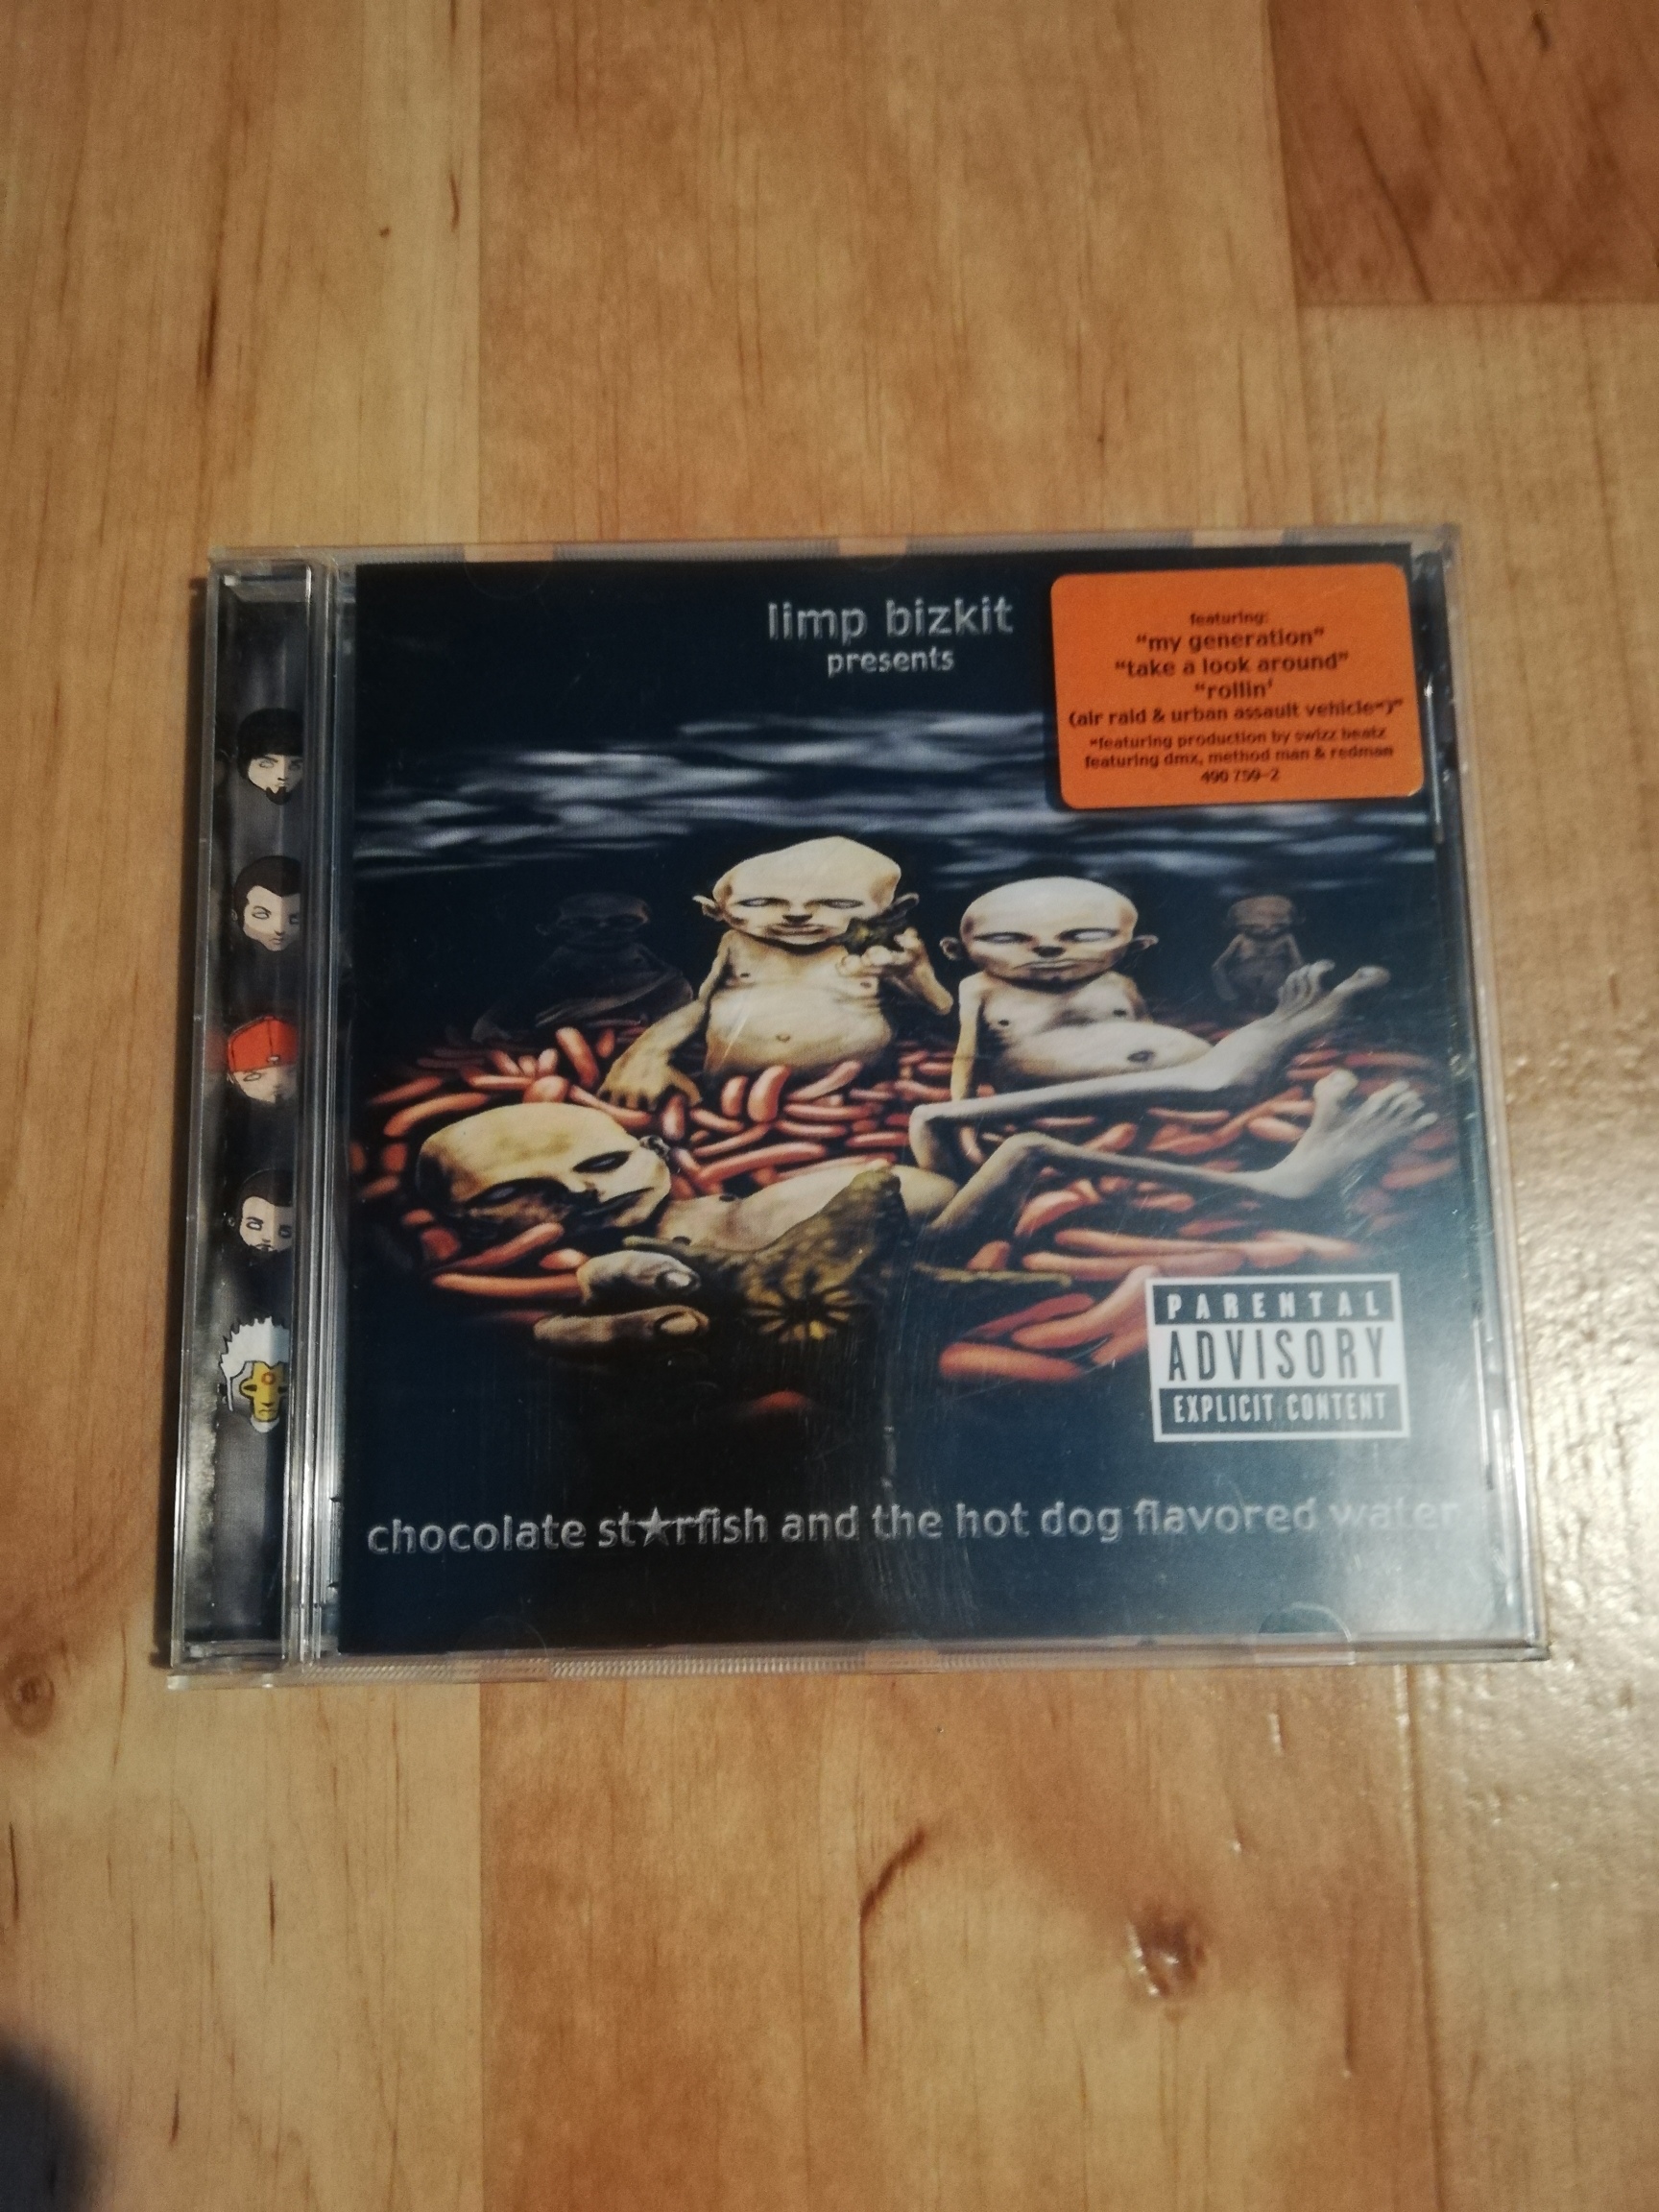 limp bizkit
presents
featuring:
"my generation"
"take a look around"
"rollin'
(air raid & urban assault vehicle*)"
*featuring production by swizz beatz
featuring dmx, method man & redman
490 759-2
PARENTAL
ADVISORY
EXPLICIT CONTENT
chocolate st★rfish and the hot dog flavored water